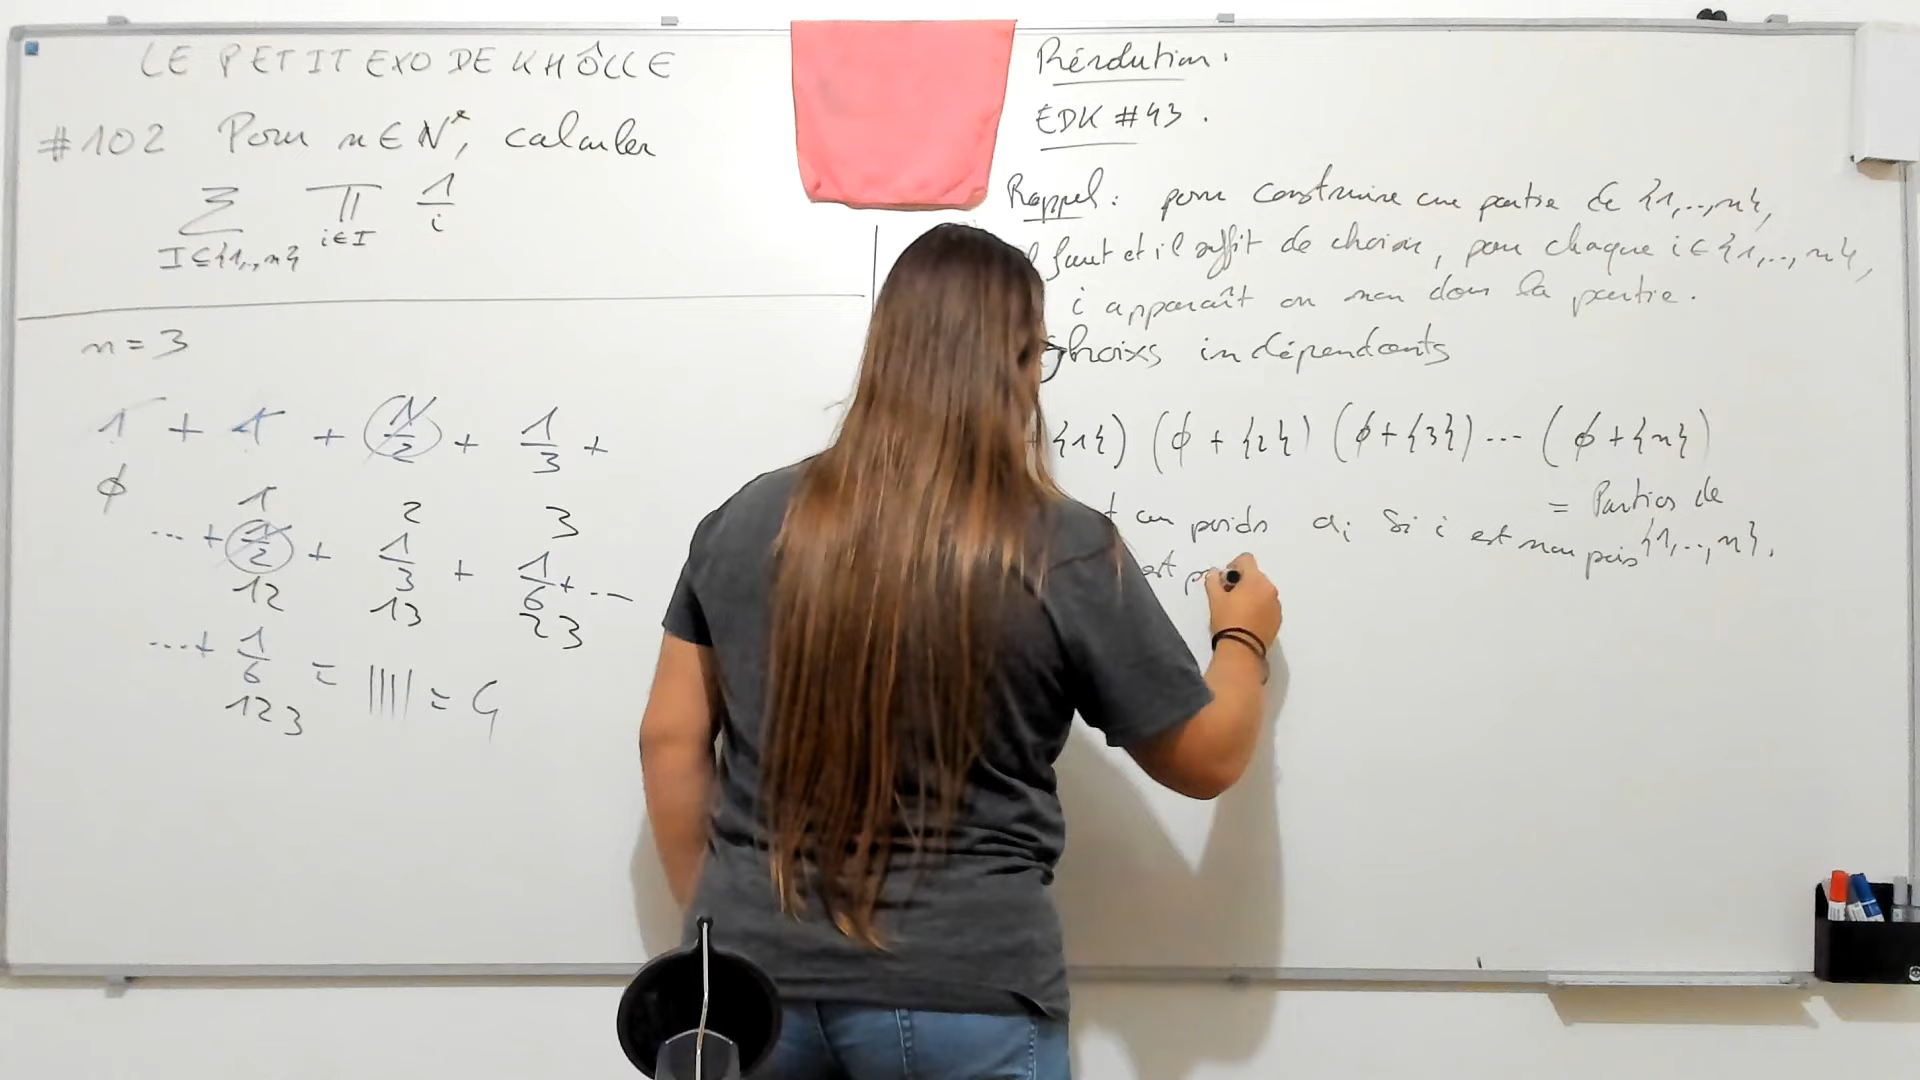 LE PETIT EXO DE KHÔLLE
#102 Pour n ∈ N*, calculer
∑ ∏ 1/i
I⊆{1,..,n} i∈I
n = 3
1 + 1 + 1/2 + 1/3 +
∅ 1 2 3
... + 1/2 + 1/3 + 1/6 + ...
12 13 23
... + 1/6 = |||| = 4
123
Résolution :
EDK #43.
Rappel : pour construire une partie de {1,..,n},
faut et il suffit de choisir, pour chaque i ∈ {1,..,n},
i apparaît ou non dans la partie.
choixs indépendants
+ {1}) (∅ + {2}) (∅ + {3}) ... (∅ + {n})
= Parties de
{1,..,n}.
un poids ai si i est non pris
est